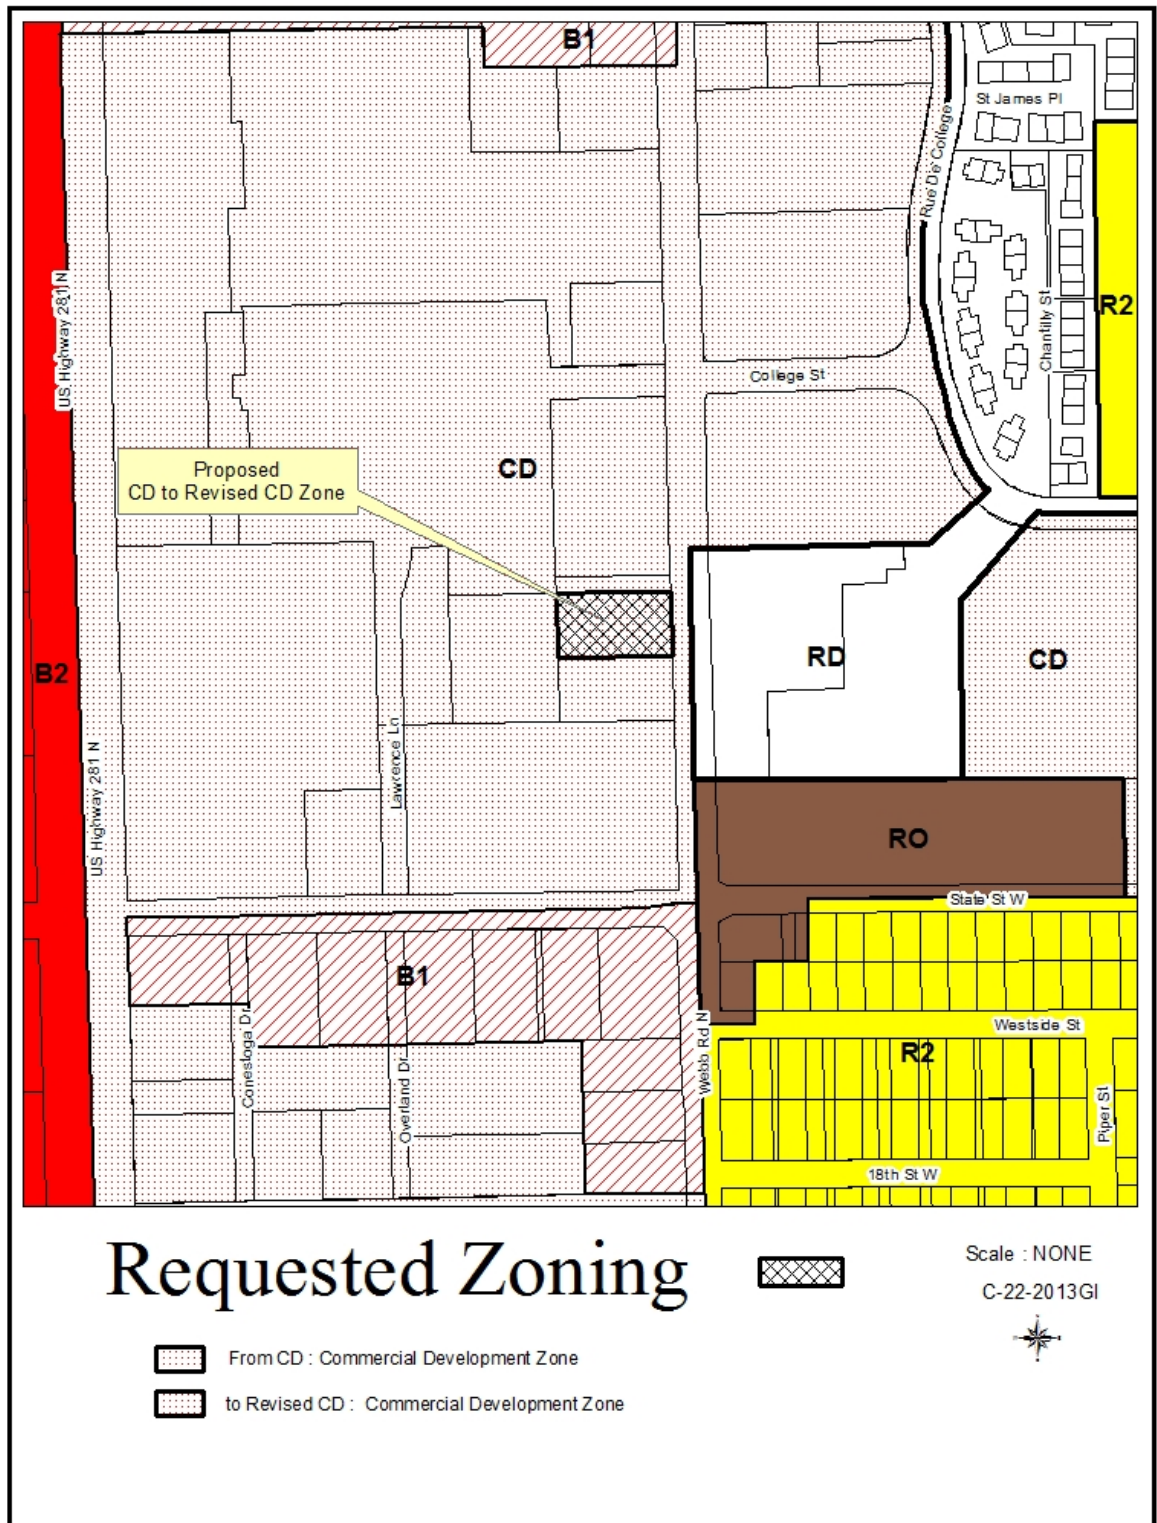 B1
St James Pl
Rue De College
US Highway 281 N
R2
Chantilly St
College St
Proposed
CD to Revised CD Zone
CD
RD
CD
B2
Lawrence Ln
US Highway 281 N
RO
State St W
B1
Conestoga Dr
Overland Dr
Webb Rd N
Westside St
R2
Piper St
18th St W
Requested Zoning
Scale : NONE
C-22-2013GI
From CD : Commercial Development Zone
to Revised CD : Commercial Development Zone